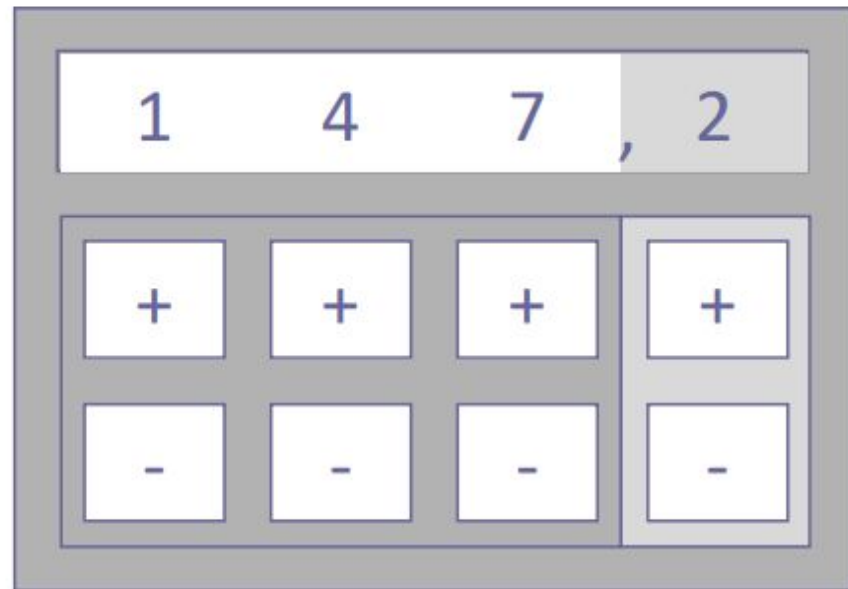 1 4 7 , 2
+ + + +
- - - -